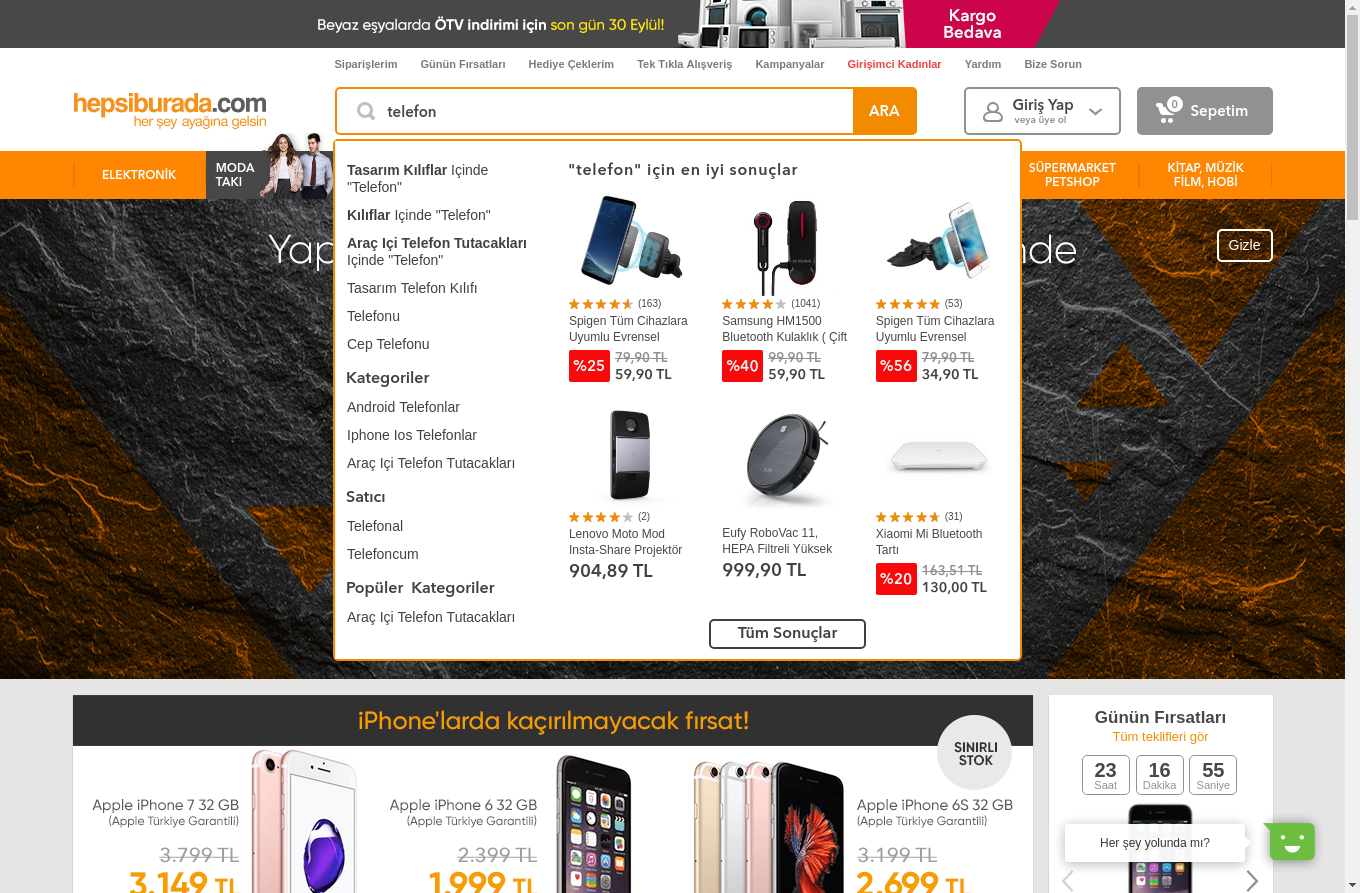 Beyaz eşyalarda ÖTV indirimi için son gün 30 Eylül!
Kargo
Bedava
Siparişlerim
Günün Fırsatları
Hediye Çeklerim
Tek Tıkla Alışveriş
Kampanyalar
Girişimci Kadınlar
Yardım
Bize Sorun
hepsiburada.com
her şey ayağına gelsin
telefon
ARA
Giriş Yap
veya üye ol
0
Sepetim
ELEKTRONİK
MODA
TAKI
SÜPERMARKET
PETSHOP
KİTAP, MÜZİK
FİLM, HOBİ
Gizle
Tasarım Kılıflar Içinde
"Telefon"
Kılıflar Içinde "Telefon"
Araç Içi Telefon Tutacakları
Içinde "Telefon"
Tasarım Telefon Kılıfı
Telefonu
Cep Telefonu
Kategoriler
Android Telefonlar
Iphone Ios Telefonlar
Araç Içi Telefon Tutacakları
Satıcı
Telefonal
Telefoncum
Popüler Kategoriler
Araç Içi Telefon Tutacakları
"telefon" için en iyi sonuçlar
(163)
Spigen Tüm Cihazlara
Uyumlu Evrensel
%25
79,90 TL
59,90 TL
(1041)
Samsung HM1500
Bluetooth Kulaklık ( Çift
%40
99,90 TL
59,90 TL
(53)
Spigen Tüm Cihazlara
Uyumlu Evrensel
%56
79,90 TL
34,90 TL
(2)
Lenovo Moto Mod
Insta-Share Projektör
904,89 TL
Eufy RoboVac 11,
HEPA Filtreli Yüksek
999,90 TL
(31)
Xiaomi Mi Bluetooth
Tartı
%20
163,51 TL
130,00 TL
Tüm Sonuçlar
iPhone'larda kaçırılmayacak fırsat!
SINIRLI
STOK
Apple iPhone 7 32 GB
(Apple Türkiye Garantili)
3.799 TL
3.149 TL
Apple iPhone 6 32 GB
(Apple Türkiye Garantili)
2.399 TL
1.999 TL
Apple iPhone 6S 32 GB
(Apple Türkiye Garantili)
3.199 TL
2.699 TL
Günün Fırsatları
Tüm teklifleri gör
23
Saat
16
Dakika
55
Saniye
Her şey yolunda mı?